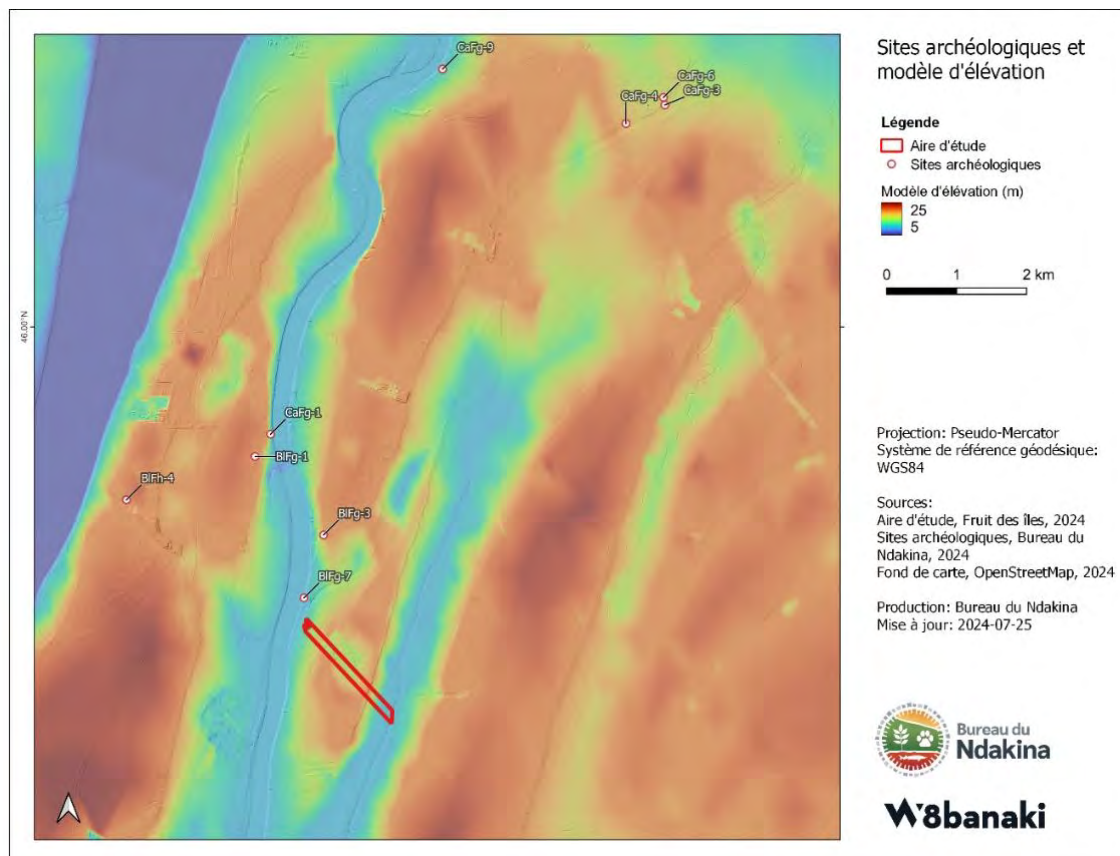 CaFg-9
CaFg-6
CaFg-4
CaFg-3
46.00°N
CaFg-1
BlFg-1
BlFh-4
BlFg-3
BlFg-7
Sites archéologiques et
modèle d'élévation
Légende
Aire d'étude
Sites archéologiques
Modèle d'élévation (m)
25
5
0 1 2 km
Projection: Pseudo-Mercator
Système de référence géodésique:
WGS84
Sources:
Aire d'étude, Fruit des îles, 2024
Sites archéologiques, Bureau du
Ndakina, 2024
Fond de carte, OpenStreetMap, 2024
Production: Bureau du Ndakina
Mise à jour: 2024-07-25
Bureau du
Ndakina
W8banaki